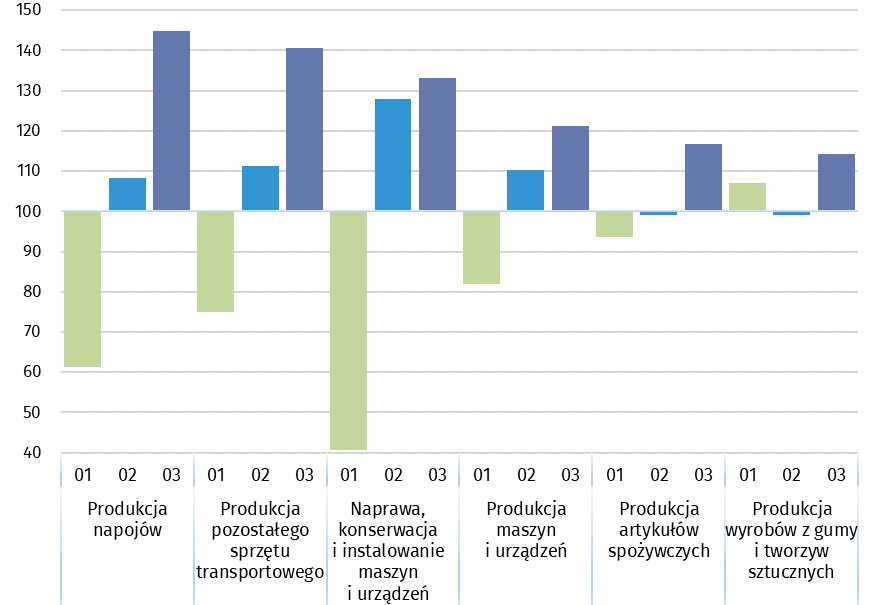 150
140
130
120
110
100
90
80
70
60
50
40
01 02 03 01 02 03 01 02 03 01 02 03 01 02 03 01 02 03
Produkcja
napojów
Produkcja
pozostałego
sprzętu
transportowego
Naprawa,
konserwacja
i instalowanie
maszyn
i urządzeń
Produkcja
maszyn
i urządzeń
Produkcja
artykułów
spożywczych
Produkcja
wyrobów z gumy
i tworzyw
sztucznych